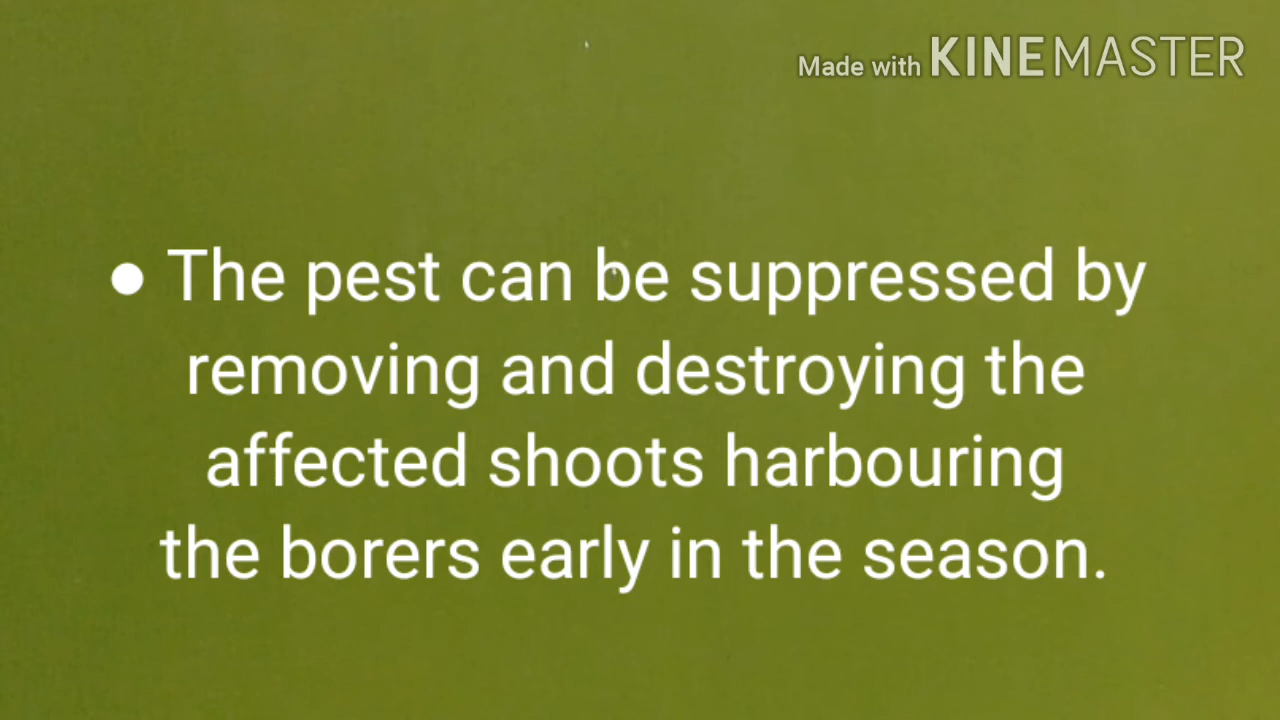 Made with KINEMASTER
● The pest can be suppressed by
removing and destroying the
affected shoots harbouring
the borers early in the season.